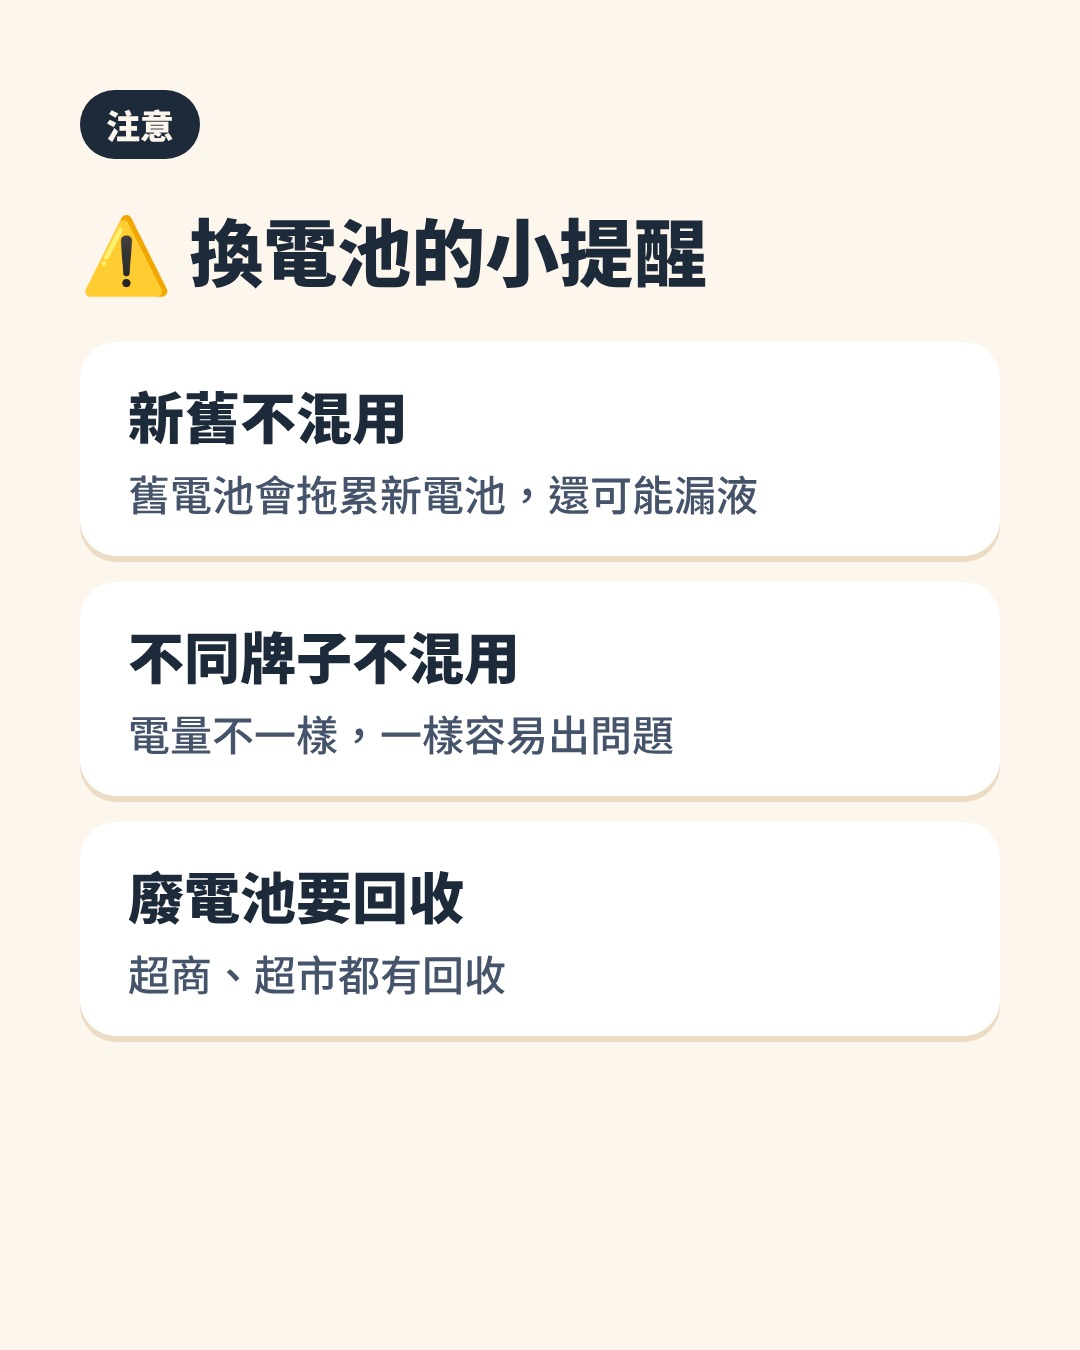 注意
⚠️ 換電池的小提醒
新舊不混用
舊電池會拖累新電池，還可能漏液
不同牌子不混用
電量不一樣，一樣容易出問題
廢電池要回收
超商、超市都有回收